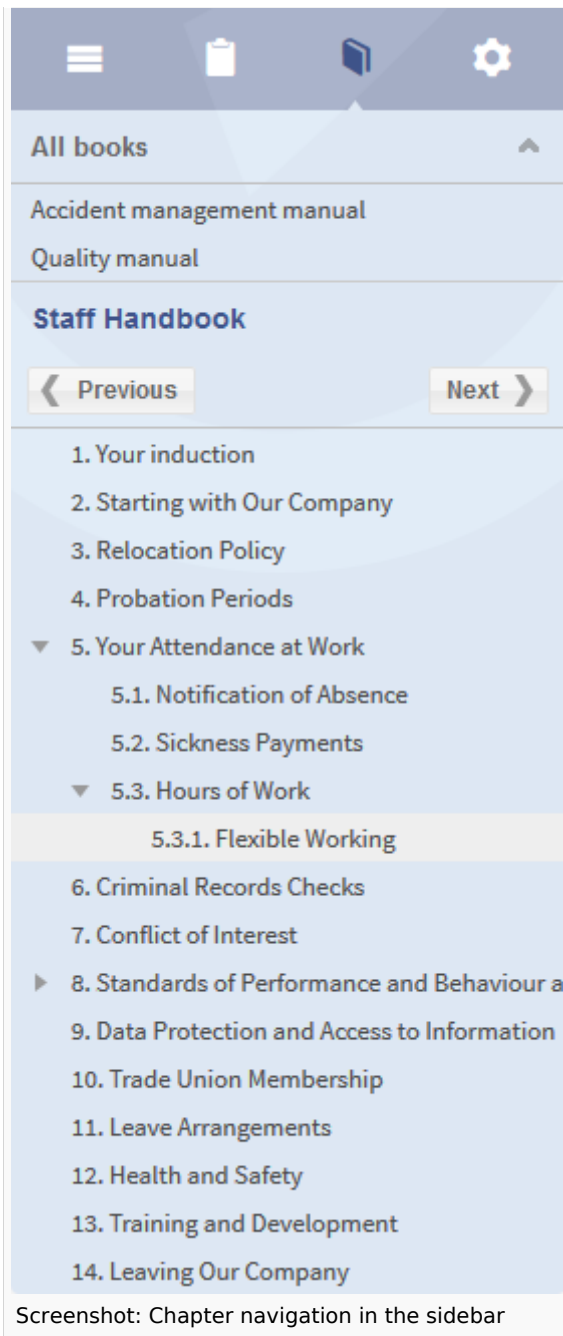 All books
Accident management manual
Quality manual
Staff Handbook
Previous
Next
1. Your induction
2. Starting with Our Company
3. Relocation Policy
4. Probation Periods
5. Your Attendance at Work
5.1. Notification of Absence
5.2. Sickness Payments
5.3. Hours of Work
5.3.1. Flexible Working
6. Criminal Records Checks
7. Conflict of Interest
8. Standards of Performance and Behaviour a
9. Data Protection and Access to Information
10. Trade Union Membership
11. Leave Arrangements
12. Health and Safety
13. Training and Development
14. Leaving Our Company
Screenshot: Chapter navigation in the sidebar